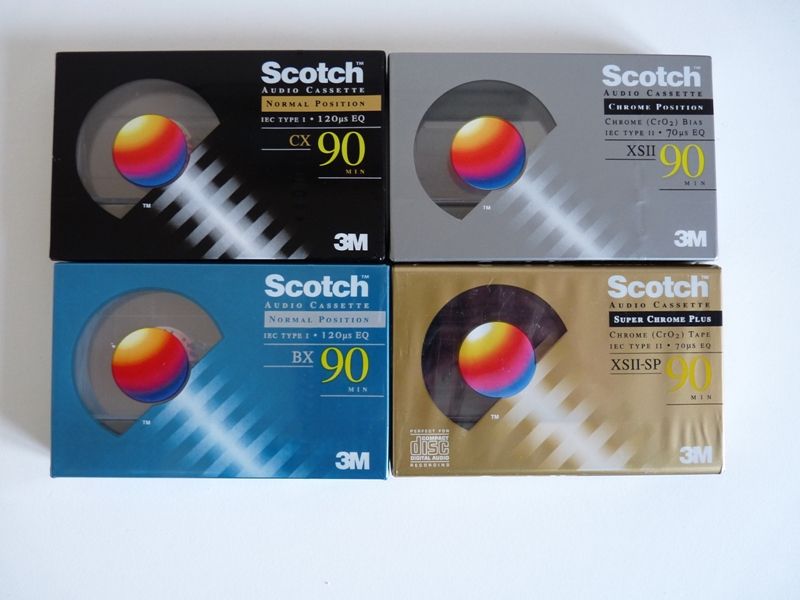 Scotch™
AUDIO CASSETTE
NORMAL POSITION
IEC TYPE I • 120µs EQ
CX 90
MIN
™
3M
Scotch™
AUDIO CASSETTE
CHROME POSITION
CHROME (CrO₂) BIAS
IEC TYPE II • 70µs EQ
XSII 90
MIN
™
3M
Scotch™
AUDIO CASSETTE
NORMAL POSITION
IEC TYPE I • 120µs EQ
BX 90
MIN
™
3M
Scotch™
AUDIO CASSETTE
SUPER CHROME PLUS
CHROME (CrO₂) TAPE
IEC TYPE II • 70µs EQ
XSII-SP 90
MIN
™
PERFECT FOR
COMPACT
disc
DIGITAL AUDIO
RECORDING
3M